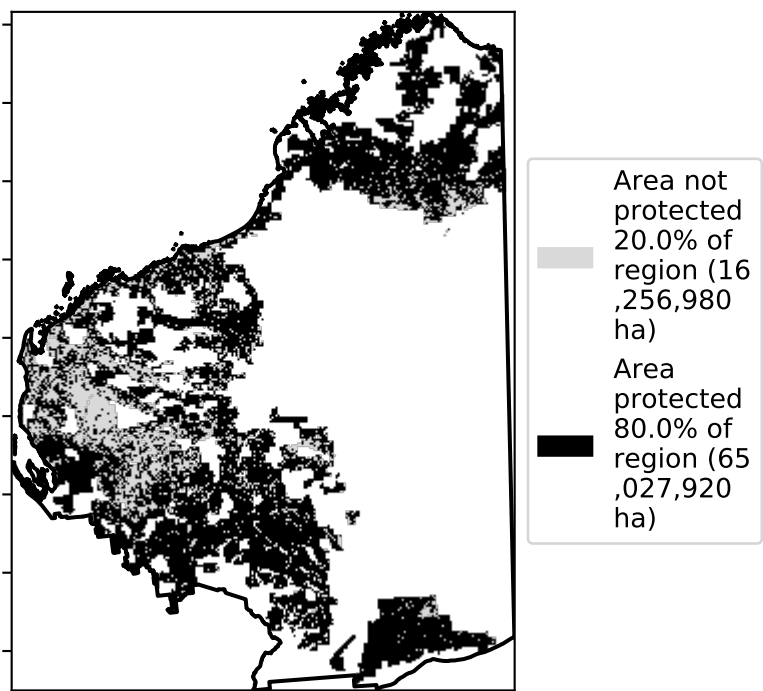 Area not
protected
20.0% of
region (16
,256,980
ha)
Area
protected
80.0% of
region (65
,027,920
ha)